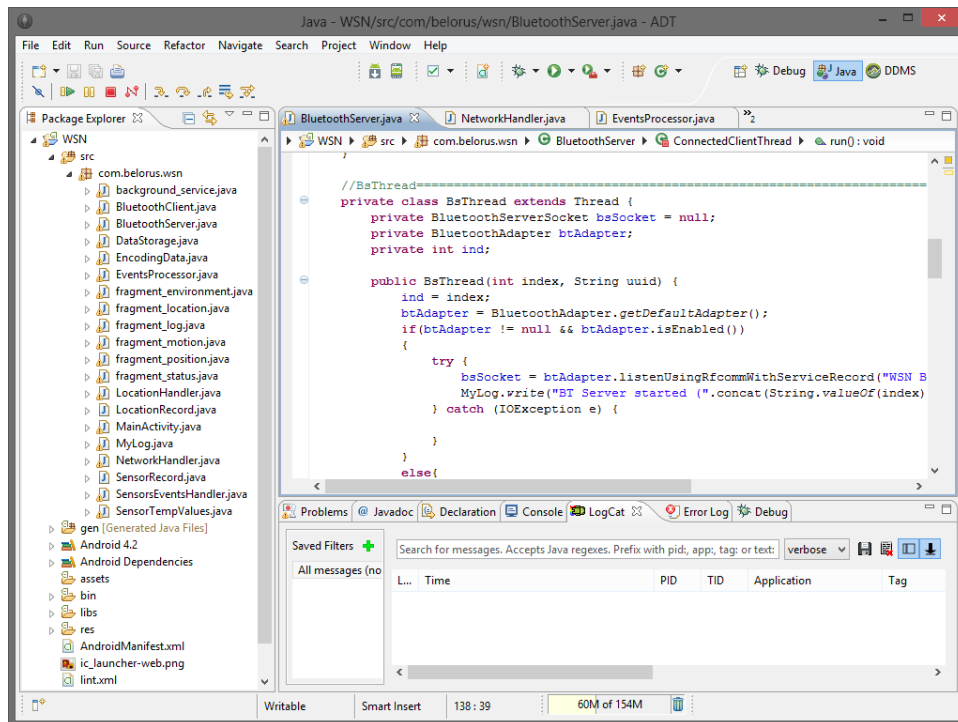 Java - WSN/src/com/belorus/wsn/BluetoothServer.java - ADT
File Edit Run Source Refactor Navigate Search Project Window Help
Debug Java DDMS
Package Explorer
WSN
src
com.belorus.wsn
background_service.java
BluetoothClient.java
BluetoothServer.java
DataStorage.java
EncodingData.java
EventsProcessor.java
fragment_environment.java
fragment_location.java
fragment_log.java
fragment_motion.java
fragment_position.java
fragment_status.java
LocationHandler.java
LocationRecord.java
MainActivity.java
MyLog.java
NetworkHandler.java
SensorRecord.java
SensorsEventsHandler.java
SensorTempValues.java
gen [Generated Java Files]
Android 4.2
Android Dependencies
assets
bin
libs
res
AndroidManifest.xml
ic_launcher-web.png
lint.xml
BluetoothServer.java NetworkHandler.java EventsProcessor.java »2
WSN src com.belorus.wsn BluetoothServer ConnectedClientThread run() : void
}
//BsThread====================================================================
private class BsThread extends Thread {
private BluetoothServerSocket bsSocket = null;
private BluetoothAdapter btAdapter;
private int ind;
public BsThread(int index, String uuid) {
ind = index;
btAdapter = BluetoothAdapter.getDefaultAdapter();
if(btAdapter != null && btAdapter.isEnabled())
{
try {
bsSocket = btAdapter.listenUsingRfcommWithServiceRecord("WSN B
MyLog.write("BT Server started (".concat(String.valueOf(index)
} catch (IOException e) {
}
}
else{
Problems @ Javadoc Declaration Console LogCat Error Log Debug
Saved Filters
All messages (no
Search for messages. Accepts Java regexes. Prefix with pid:, app:, tag: or text: verbose
L... Time PID TID Application Tag
Writable Smart Insert 138 : 39 60M of 154M